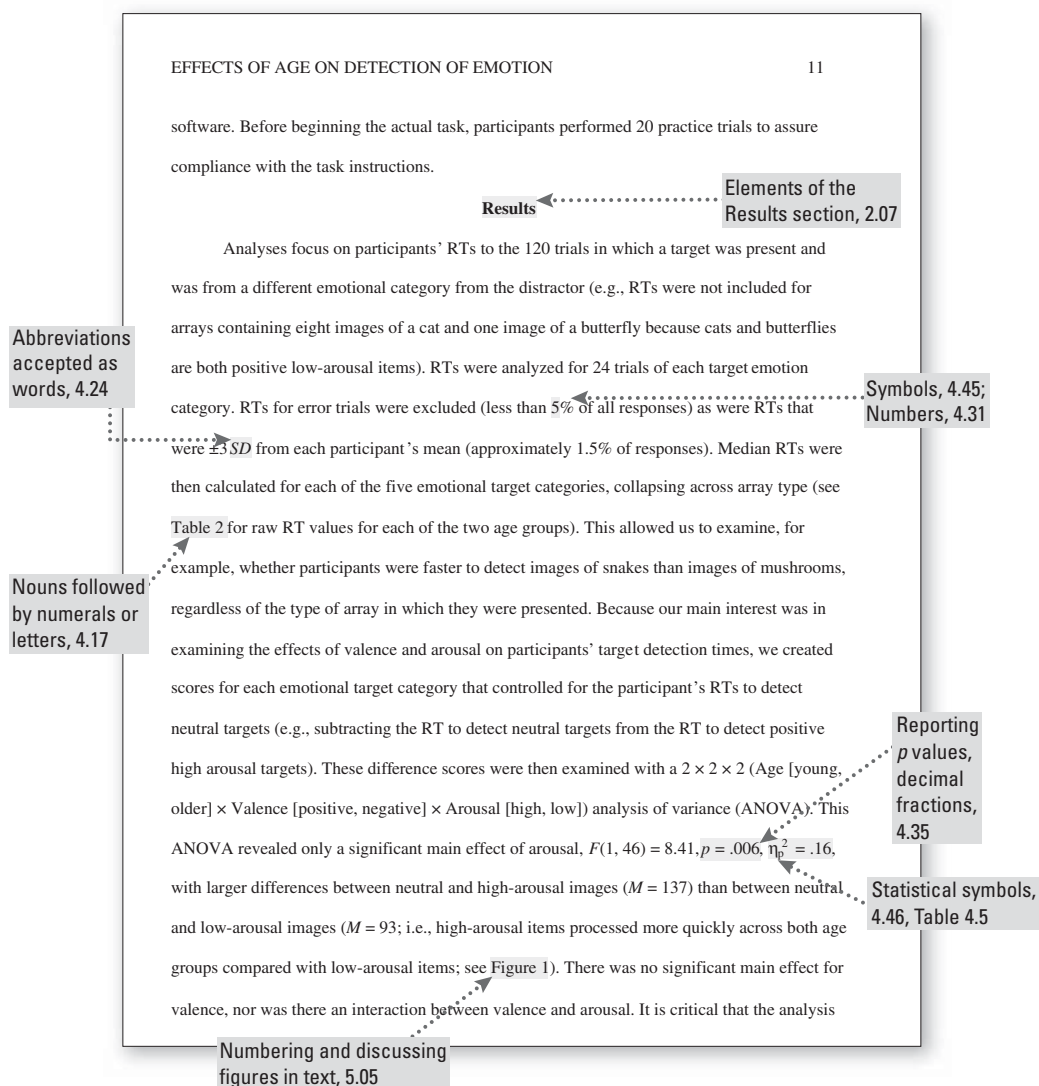 EFFECTS OF AGE ON DETECTION OF EMOTION 11
software. Before beginning the actual task, participants performed 20 practice trials to assure
compliance with the task instructions.
Results
Elements of the
Results section, 2.07
Analyses focus on participants’ RTs to the 120 trials in which a target was present and
was from a different emotional category from the distractor (e.g., RTs were not included for
arrays containing eight images of a cat and one image of a butterfly because cats and butterflies
are both positive low-arousal items). RTs were analyzed for 24 trials of each target emotion
category. RTs for error trials were excluded (less than 5% of all responses) as were RTs that
were ±3 SD from each participant’s mean (approximately 1.5% of responses). Median RTs were
then calculated for each of the five emotional target categories, collapsing across array type (see
Table 2 for raw RT values for each of the two age groups). This allowed us to examine, for
example, whether participants were faster to detect images of snakes than images of mushrooms,
regardless of the type of array in which they were presented. Because our main interest was in
examining the effects of valence and arousal on participants’ target detection times, we created
scores for each emotional target category that controlled for the participant’s RTs to detect
neutral targets (e.g., subtracting the RT to detect neutral targets from the RT to detect positive
high arousal targets). These difference scores were then examined with a 2 × 2 × 2 (Age [young,
older] × Valence [positive, negative] × Arousal [high, low]) analysis of variance (ANOVA). This
ANOVA revealed only a significant main effect of arousal, F(1, 46) = 8.41, p = .006, ηp² = .16,
with larger differences between neutral and high-arousal images (M = 137) than between neutral
and low-arousal images (M = 93; i.e., high-arousal items processed more quickly across both age
groups compared with low-arousal items; see Figure 1). There was no significant main effect for
valence, nor was there an interaction between valence and arousal. It is critical that the analysis
Abbreviations
accepted as
words, 4.24
Symbols, 4.45;
Numbers, 4.31
Nouns followed
by numerals or
letters, 4.17
Reporting
p values,
decimal
fractions,
4.35
Statistical symbols,
4.46, Table 4.5
Numbering and discussing
figures in text, 5.05